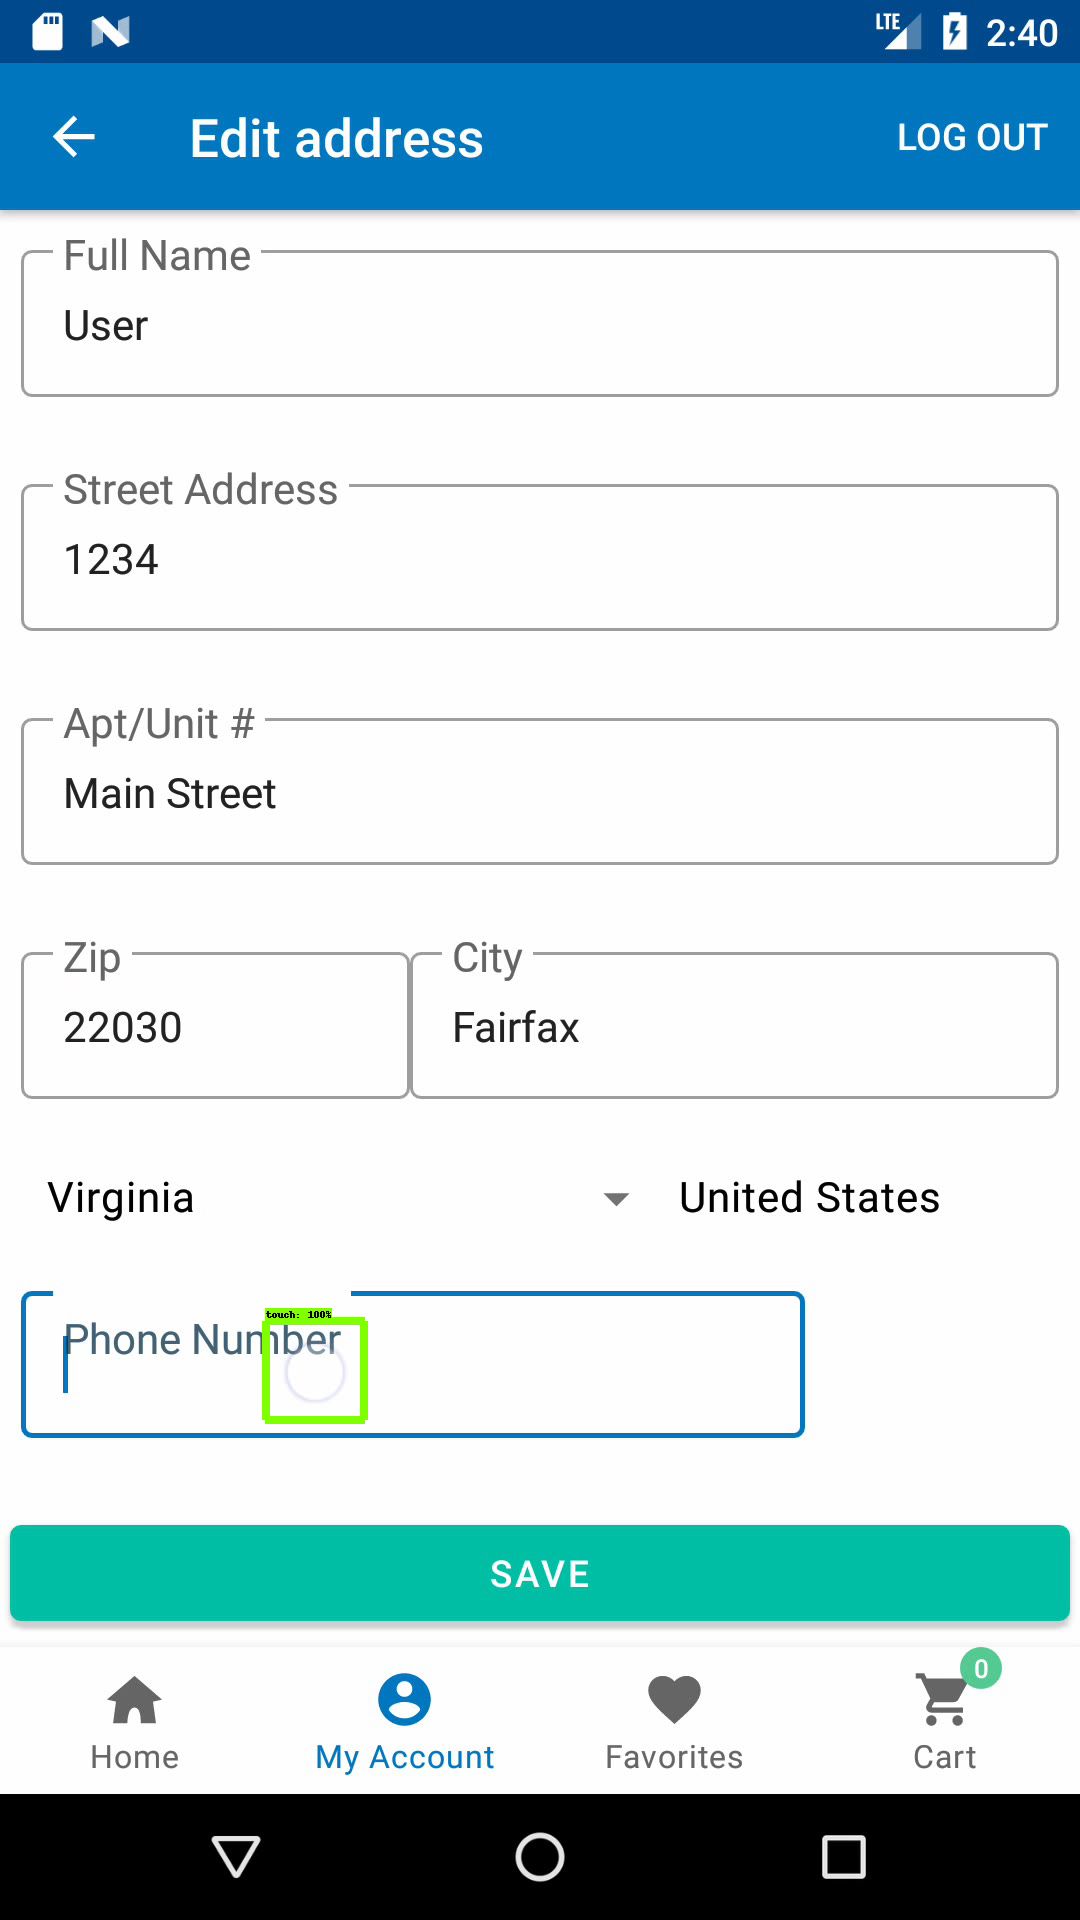 LTE 2:40
Edit address LOG OUT
Full Name
User
Street Address
1234
Apt/Unit #
Main Street
Zip City
22030 Fairfax
Virginia United States
touch: 100%
Phone Number
SAVE
0
Home My Account Favorites Cart